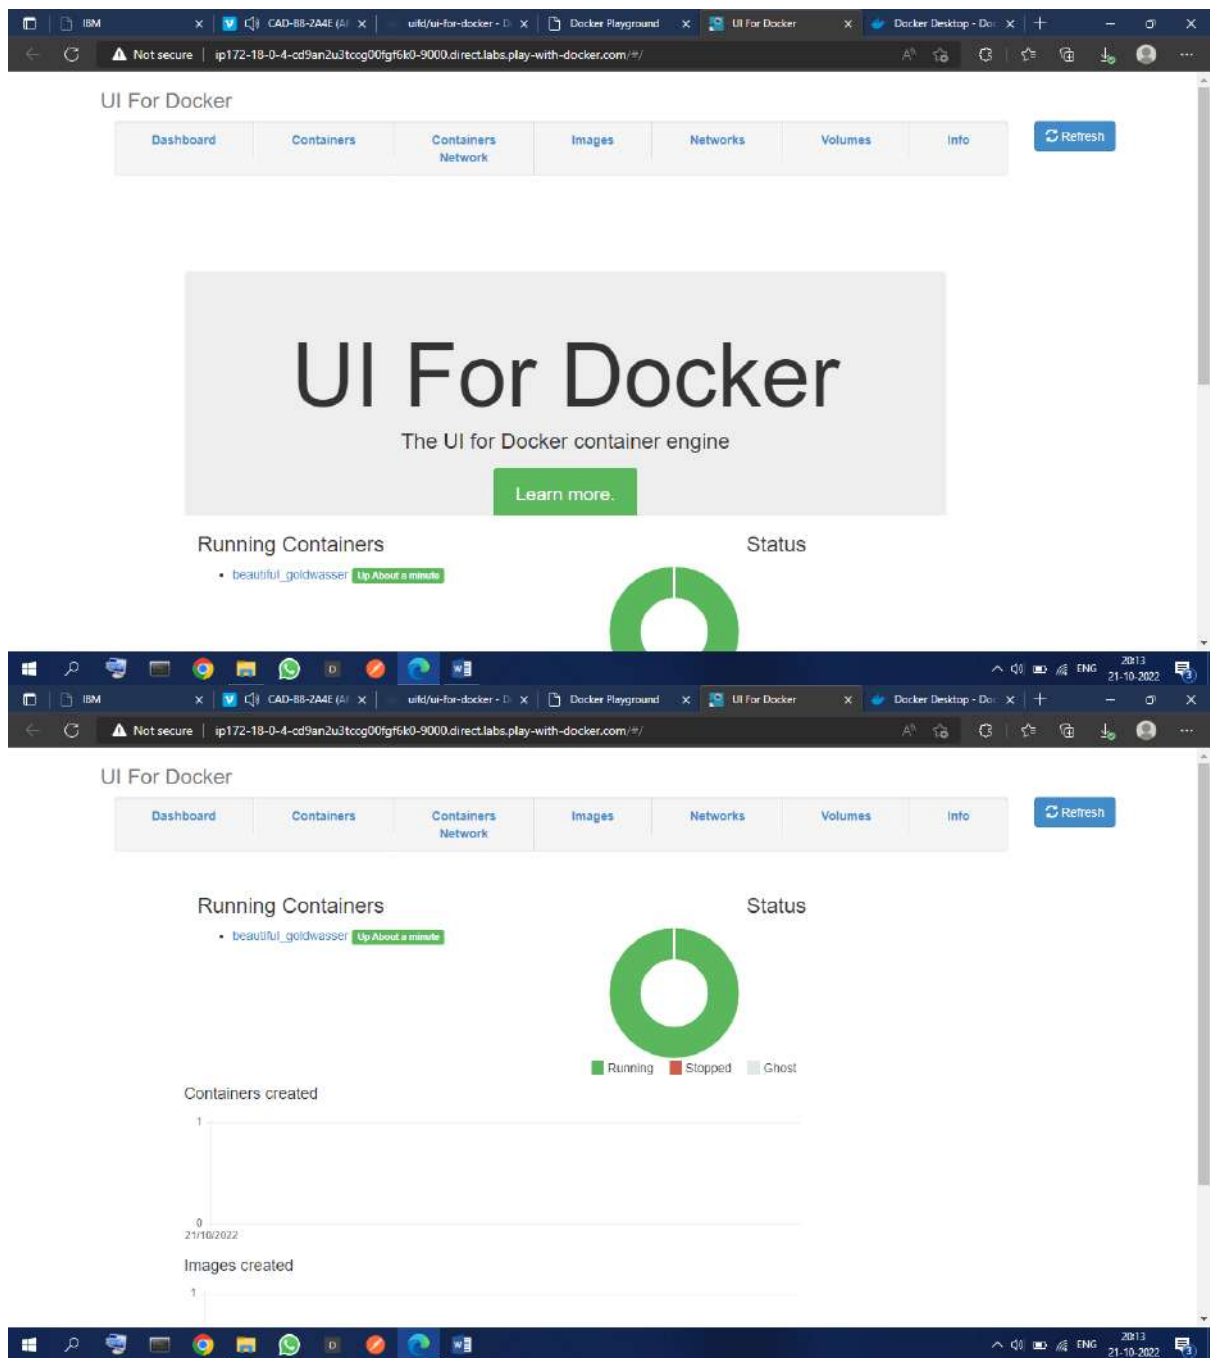 IBM
CAD-BB-2A4E (A
uifd/ui-for-docker - D
Docker Playground
UI For Docker
Docker Desktop - Doc
Not secure | ip172-18-0-4-cd9an2u3tccg00fgf6k0-9000.direct.labs.play-with-docker.com/#/
UI For Docker
Dashboard
Containers
Containers
Network
Images
Networks
Volumes
Info
Refresh
UI For Docker
The UI for Docker container engine
Learn more.
Running Containers
Status
beautiful_goldwasser Up About a minute
ENG
20:13
21-10-2022
3
IBM
CAD-BB-2A4E (A
uifd/ui-for-docker - D
Docker Playground
UI For Docker
Docker Desktop - Doc
Not secure | ip172-18-0-4-cd9an2u3tccg00fgf6k0-9000.direct.labs.play-with-docker.com/#/
UI For Docker
Dashboard
Containers
Containers
Network
Images
Networks
Volumes
Info
Refresh
Running Containers
Status
beautiful_goldwasser Up About a minute
Running
Stopped
Ghost
Containers created
1
0
21/10/2022
Images created
1
ENG
20:13
21-10-2022
3